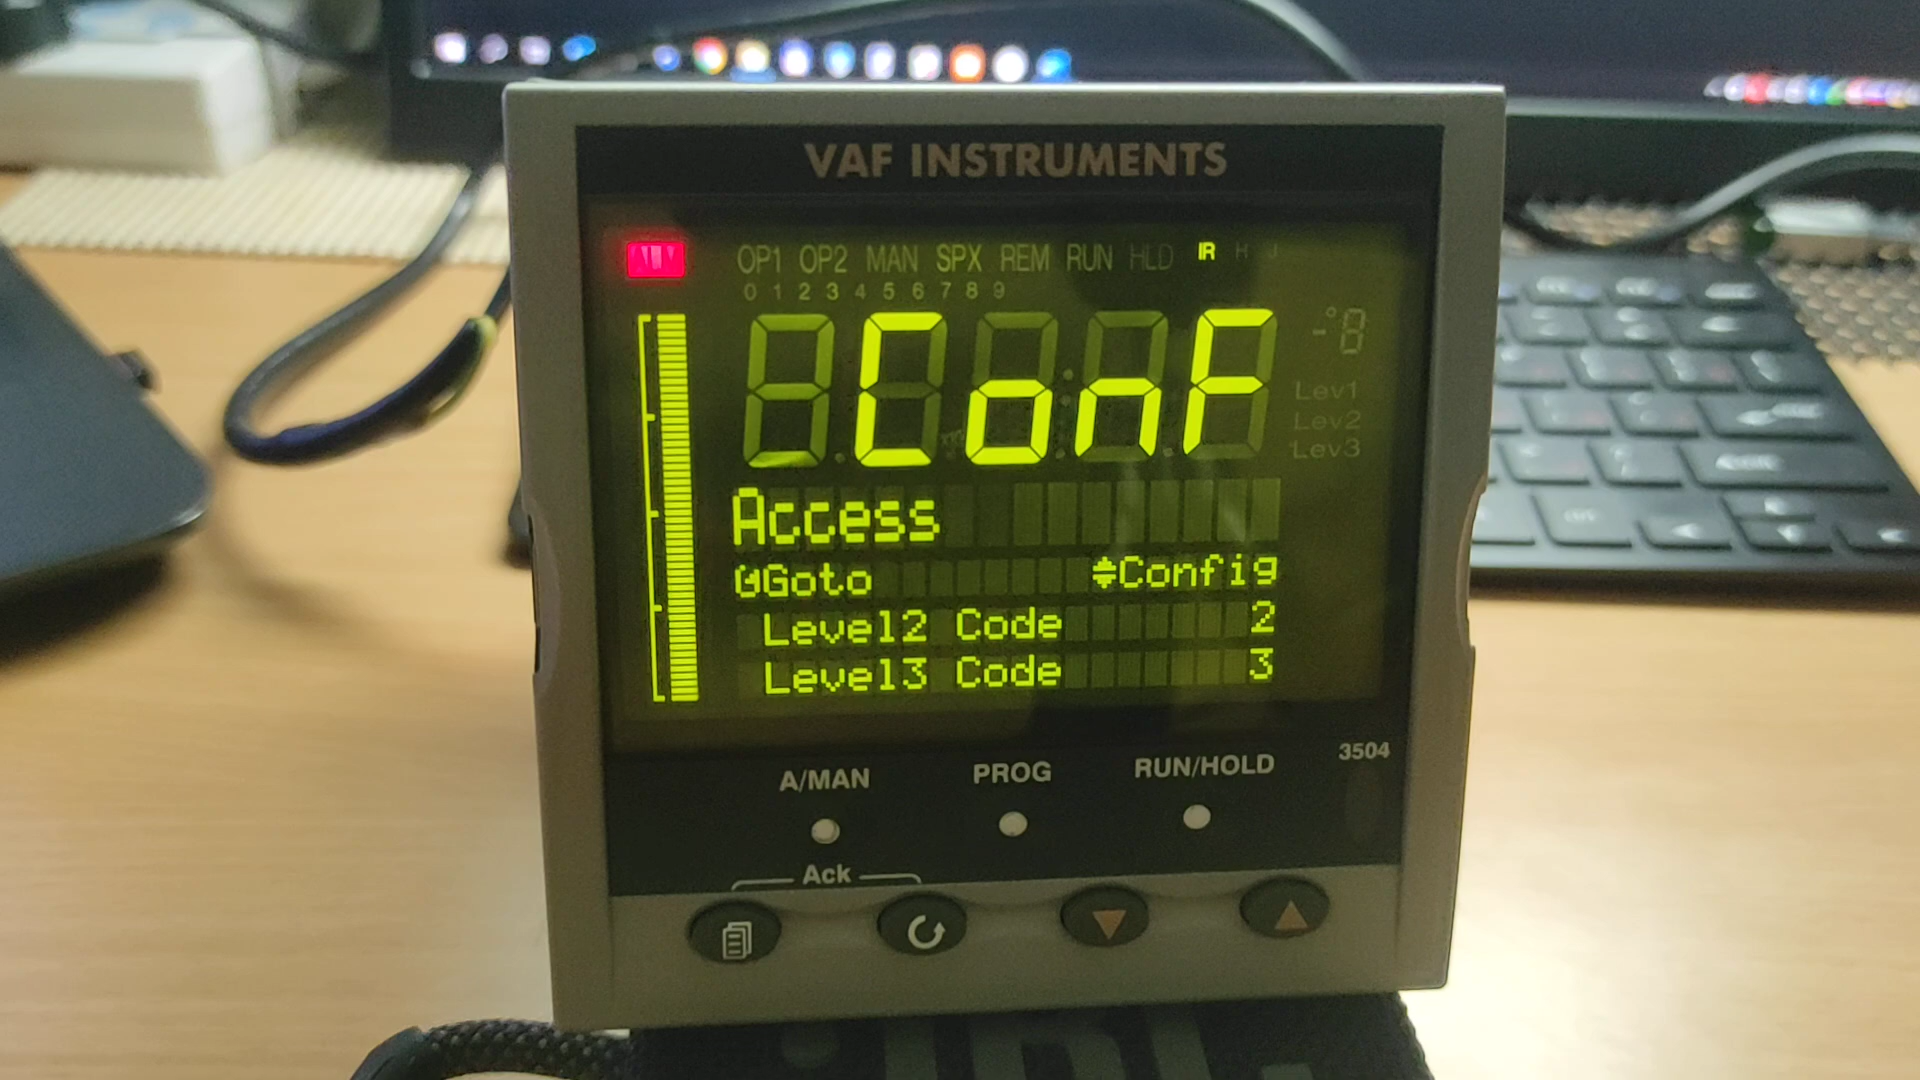 VAF INSTRUMENTS
OP1 OP2 MAN SPX REM RUN HLD IR H J
0 1 2 3 4 5 6 7 8 9
ConF
Lev1
Lev2
Lev3
Access
Goto Config
Level2 Code 2
Level3 Code 3
3504
A/MAN PROG RUN/HOLD
Ack